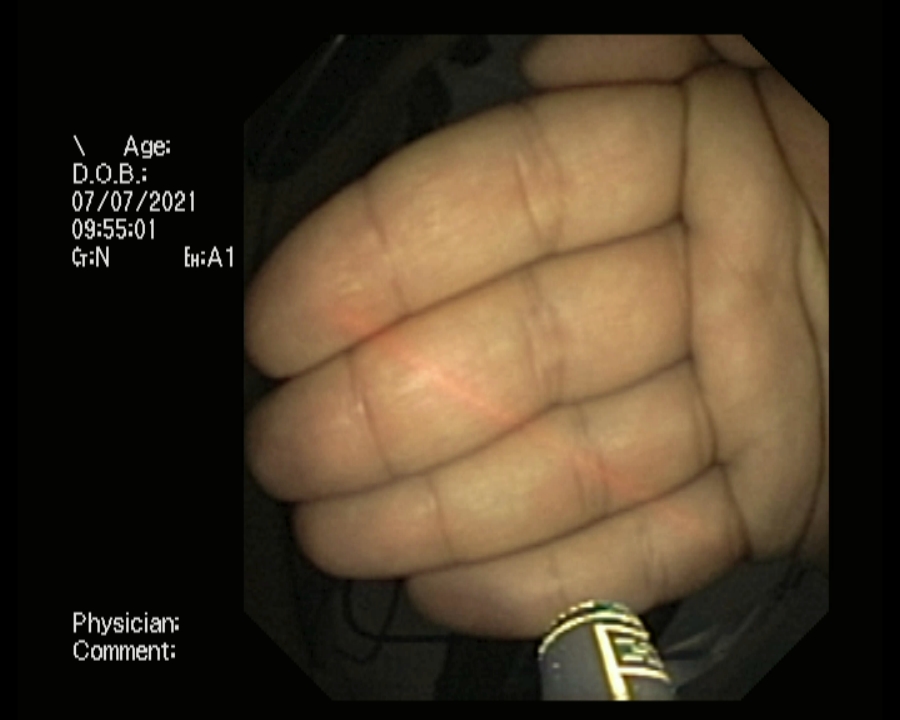 \ Age:
D.O.B.:
07/07/2021
09:55:01
Cr:N EH:A1
Physician:
Comment: